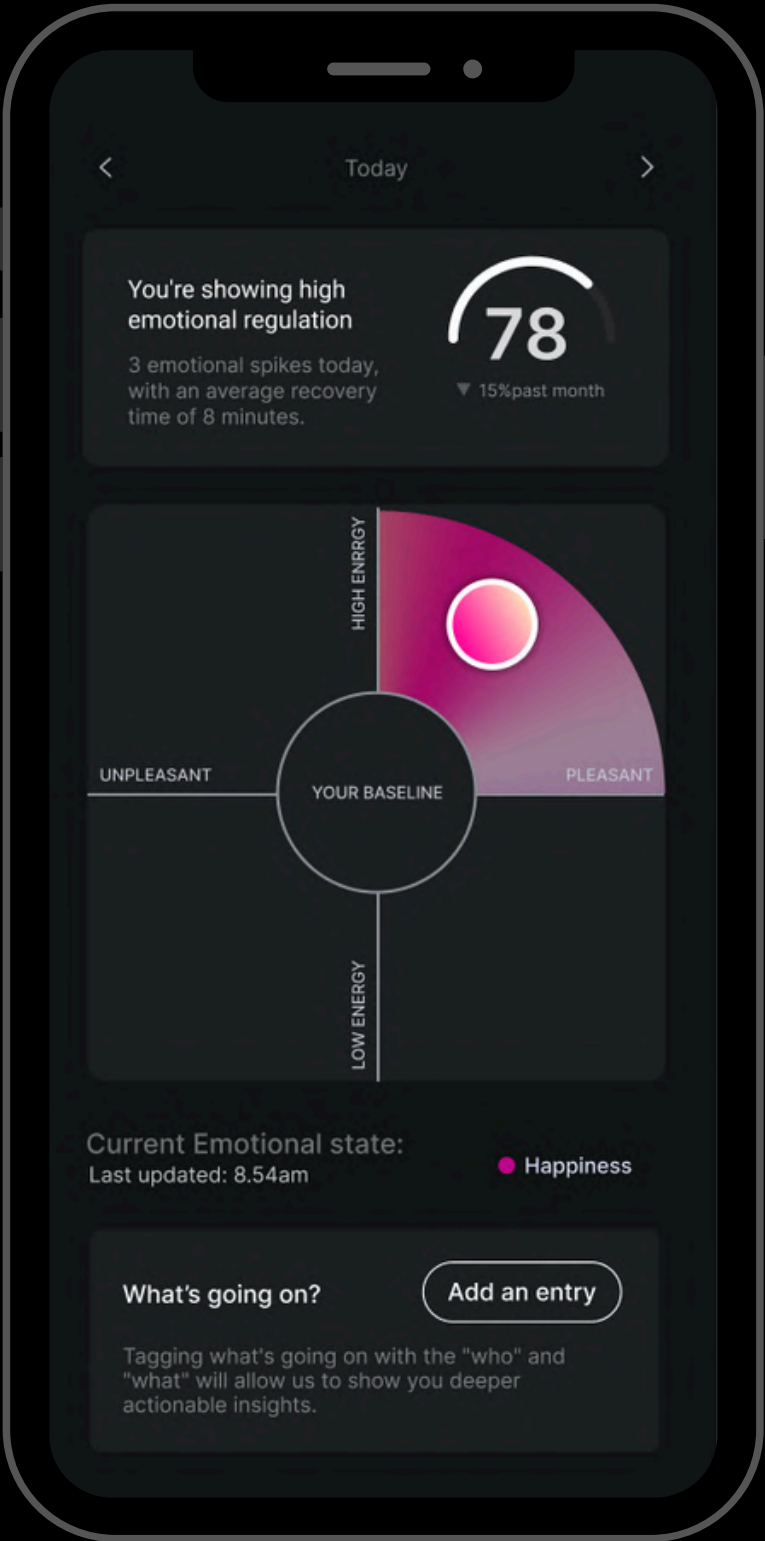 Today
You're showing high
emotional regulation
78
3 emotional spikes today,
with an average recovery
time of 8 minutes.
▼ 15%past month
HIGH ENRRGY
UNPLEASANT
YOUR BASELINE
PLEASANT
LOW ENERGY
Current Emotional state:
Last updated: 8.54am
Happiness
What's going on?
Add an entry
Tagging what's going on with the "who" and
"what" will allow us to show you deeper
actionable insights.